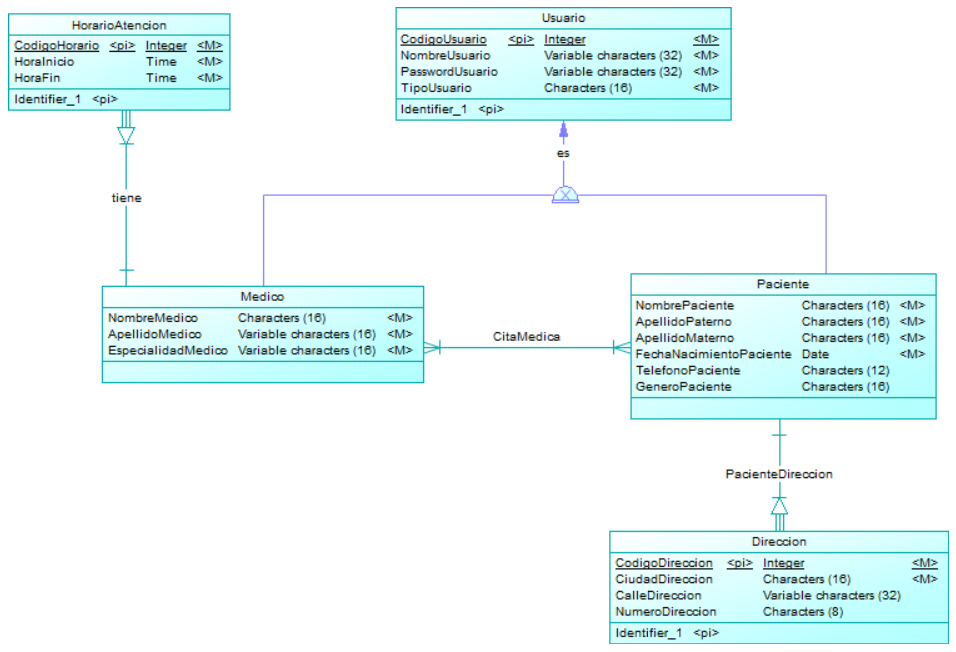 HorarioAtencion
CodigoHorario <pi> Integer <M>
HoraInicio Time <M>
HoraFin Time <M>
Identifier_1 <pi>
Usuario
CodigoUsuario <pi> Integer <M>
NombreUsuario Variable characters (32) <M>
PasswordUsuario Variable characters (32) <M>
TipoUsuario Characters (16) <M>
Identifier_1 <pi>
es
tiene
Medico
NombreMedico Characters (16) <M>
ApellidoMedico Variable characters (16) <M>
EspecialidadMedico Variable characters (16) <M>
CitaMedica
Paciente
NombrePaciente Characters (16) <M>
ApellidoPaterno Characters (16) <M>
ApellidoMaterno Characters (16) <M>
FechaNacimientoPaciente Date <M>
TelefonoPaciente Characters (12)
GeneroPaciente Characters (16)
PacienteDireccion
Direccion
CodigoDireccion <pi> Integer <M>
CiudadDireccion Characters (16) <M>
CalleDireccion Variable characters (32)
NumeroDireccion Characters (8)
Identifier_1 <pi>